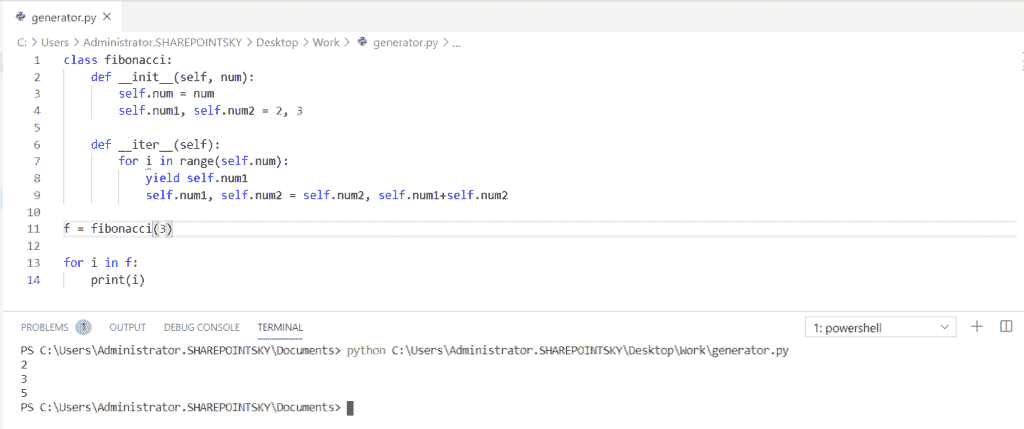 generator.py
C: > Users > Administrator.SHAREPOINTSKY > Desktop > Work > generator.py > ...
1 class fibonacci:
2     def __init__(self, num):
3         self.num = num
4         self.num1, self.num2 = 2, 3
5
6     def __iter__(self):
7         for i in range(self.num):
8             yield self.num1
9             self.num1, self.num2 = self.num2, self.num1+self.num2
10
11 f = fibonacci(3)
12
13 for i in f:
14     print(i)
PROBLEMS OUTPUT DEBUG CONSOLE TERMINAL 1: powershell
PS C:\Users\Administrator.SHAREPOINTSKY\Documents> python C:\Users\Administrator.SHAREPOINTSKY\Desktop\Work\generator.py
2
3
5
PS C:\Users\Administrator.SHAREPOINTSKY\Documents>